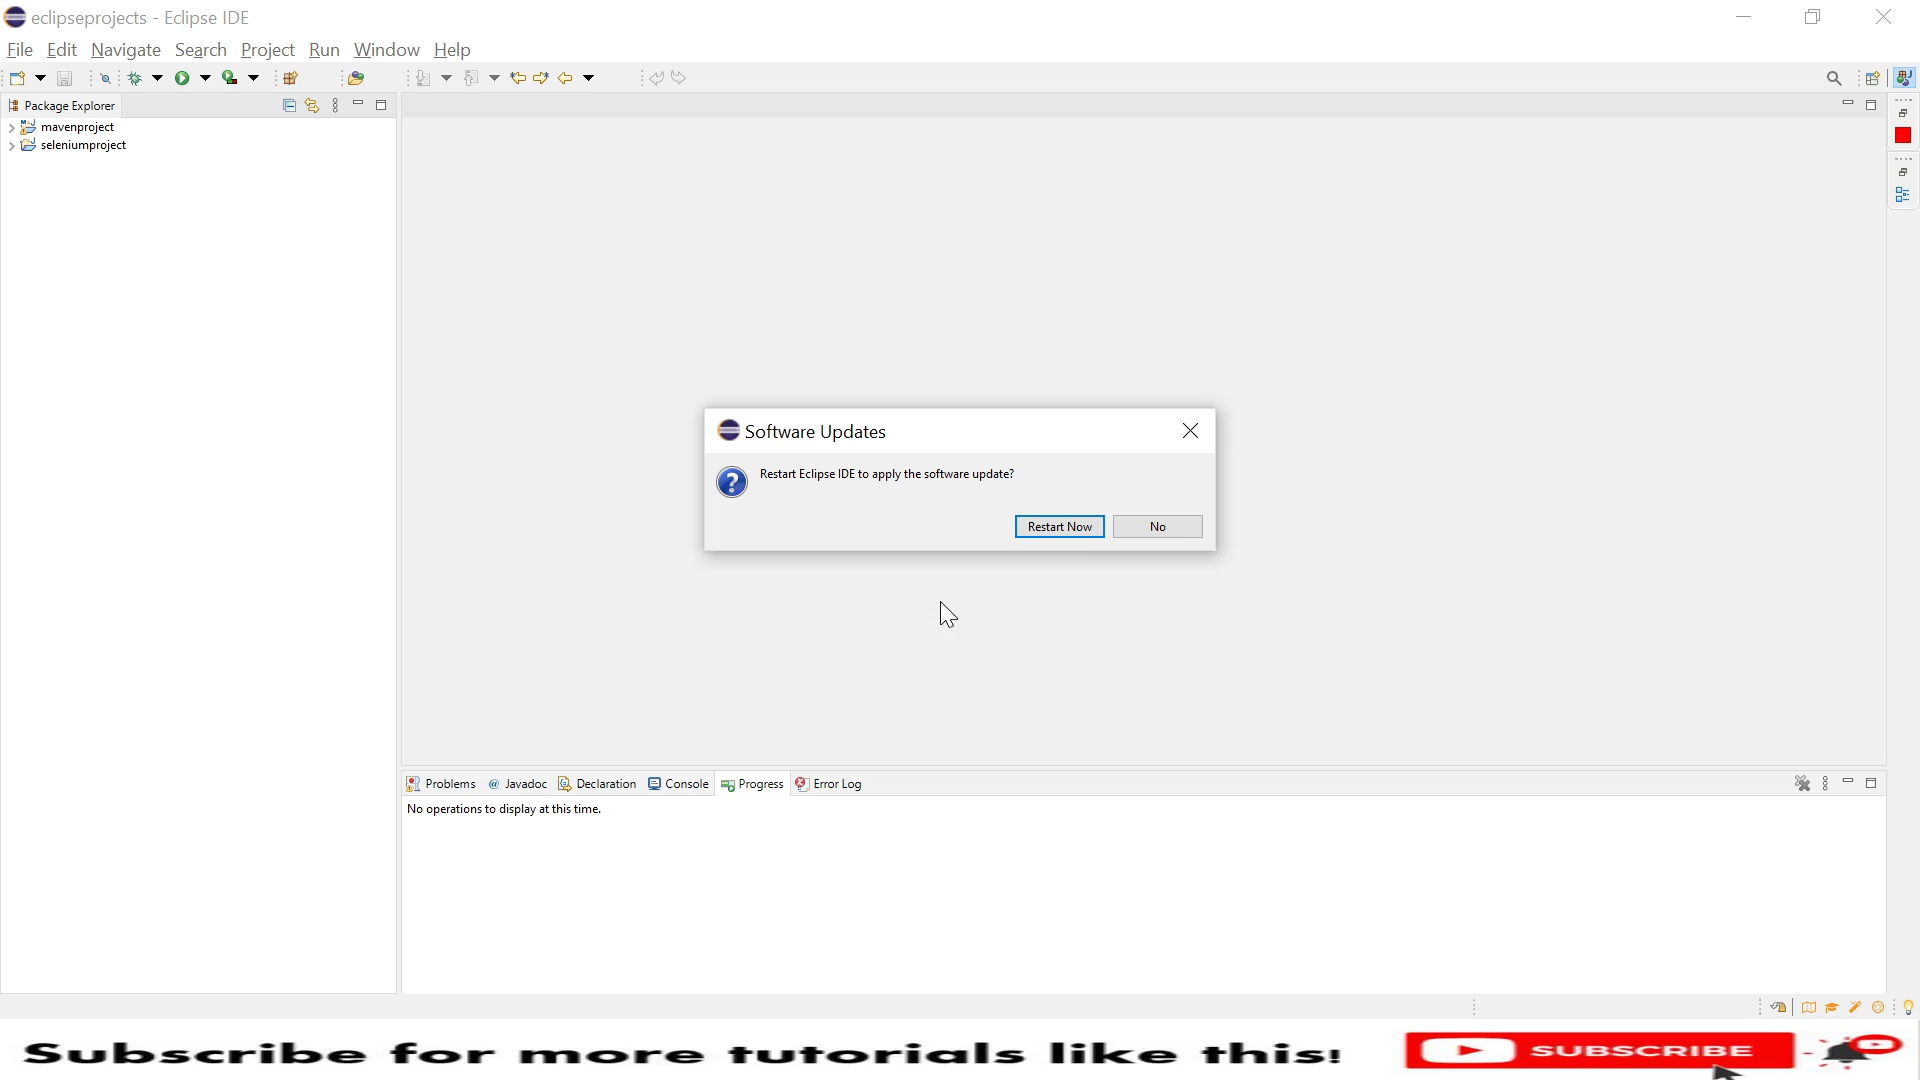 eclipseprojects - Eclipse IDE
File Edit Navigate Search Project Run Window Help
Package Explorer
mavenproject
seleniumproject
Software Updates
Restart Eclipse IDE to apply the software update?
Restart Now No
Problems @ Javadoc Declaration Console Progress Error Log
No operations to display at this time.
Subscribe for more tutorials like this! SUBSCRIBE